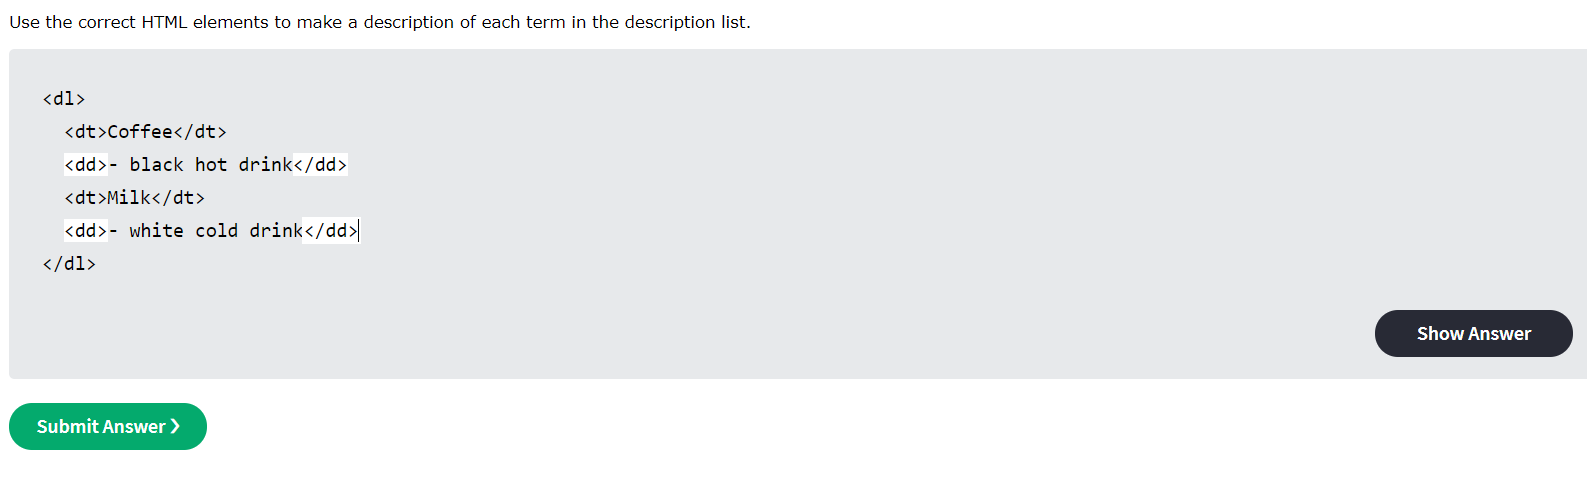 Use the correct HTML elements to make a description of each term in the description list.
<dl>
<dt>Coffee</dt>
<dd>- black hot drink</dd>
<dt>Milk</dt>
<dd>- white cold drink</dd>
</dl>
Show Answer
Submit Answer ❯